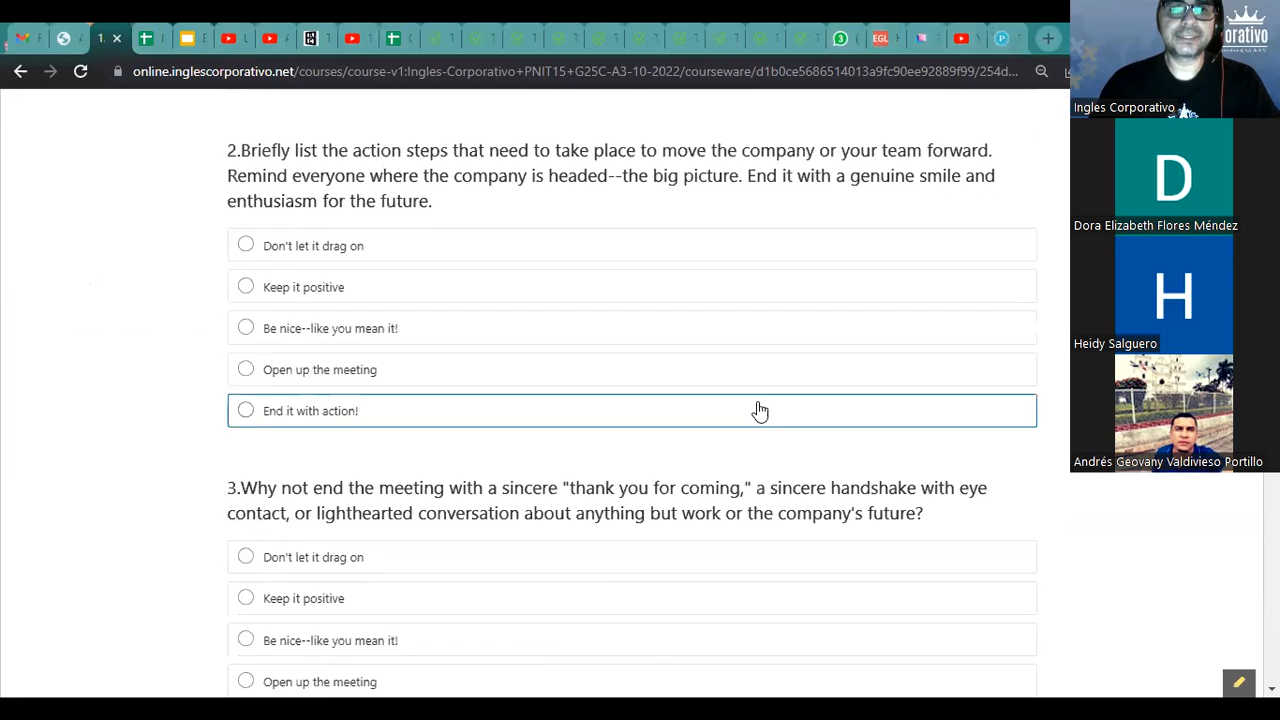 online.inglescorporativo.net/courses/course-v1:Ingles-Corporativo+PNIT15+G25C-A3-10-2022/courseware/d1b0ce5686514013a9fc90ee92889f99/254d...
orativo
Ingles Corporativo
2.Briefly list the action steps that need to take place to move the company or your team forward.
Remind everyone where the company is headed--the big picture. End it with a genuine smile and
enthusiasm for the future.
Don't let it drag on
Keep it positive
Be nice--like you mean it!
Open up the meeting
End it with action!
3.Why not end the meeting with a sincere "thank you for coming," a sincere handshake with eye
contact, or lighthearted conversation about anything but work or the company's future?
Don't let it drag on
Keep it positive
Be nice--like you mean it!
Open up the meeting
D
Dora Elizabeth Flores Méndez
H
Heidy Salguero
Andrés Geovany Valdivieso Portillo